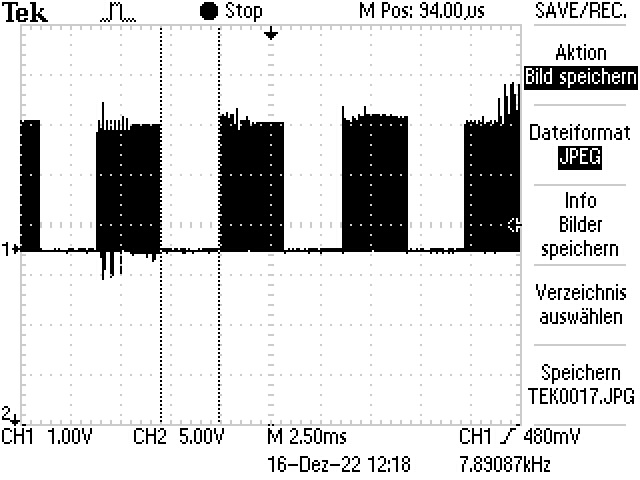 Tek Stop M Pos: 94.00µs SAVE/REC.
Aktion
Bild speichern
Dateiformat
JPEG
Info
Bilder
speichern
1
Verzeichnis
auswählen
Speichern
TEK0017.JPG
2
CH1 1.00V CH2 5.00V M 2.50ms CH1 480mV
16-Dez-22 12:18 7.89087kHz